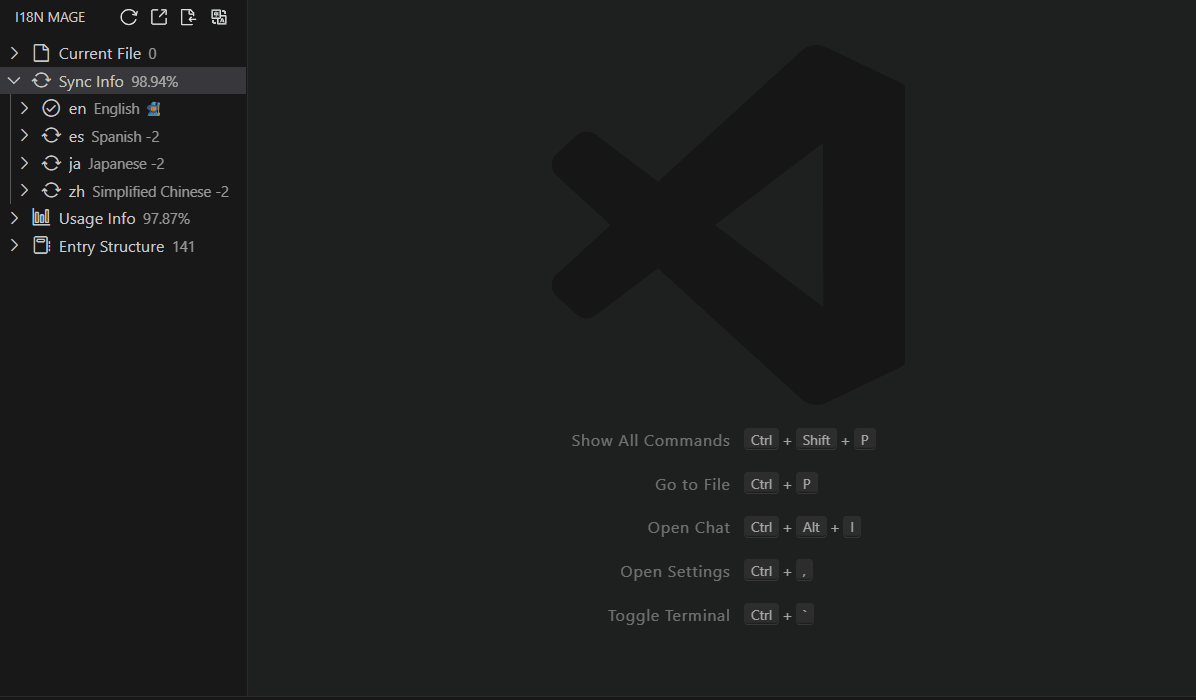 I18N MAGE
Current File 0
Sync Info 98.94%
en English
es Spanish -2
ja Japanese -2
zh Simplified Chinese -2
Usage Info 97.87%
Entry Structure 141
Show All Commands Ctrl + Shift + P
Go to File Ctrl + P
Open Chat Ctrl + Alt + I
Open Settings Ctrl + ,
Toggle Terminal Ctrl + `